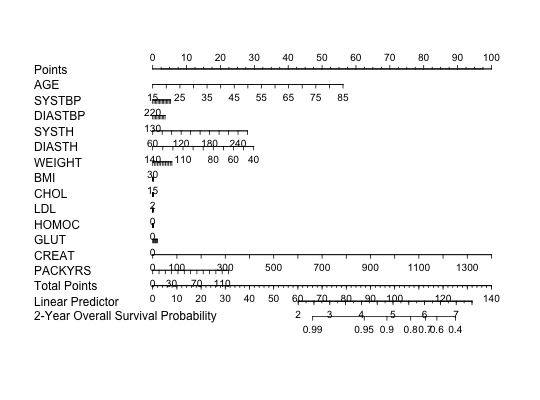 0 10 20 30 40 50 60 70 80 90 100
Points
AGE
15 25 35 45 55 65 75 85
SYSTBP
220
DIASTBP
130
SYSTH
60 120 180 240
DIASTH
140 110 80 60 40
WEIGHT
30
BMI
15
CHOL
2
LDL
0
HOMOC
0
GLUT
0
CREAT
0 100 300 500 700 900 1100 1300
PACKYRS
0 30 70 110
Total Points
0 10 20 30 40 50 60 70 80 90 100 120 140
Linear Predictor
2 3 4 5 6 7
2-Year Overall Survival Probability
0.99 0.95 0.9 0.80.70.6 0.4